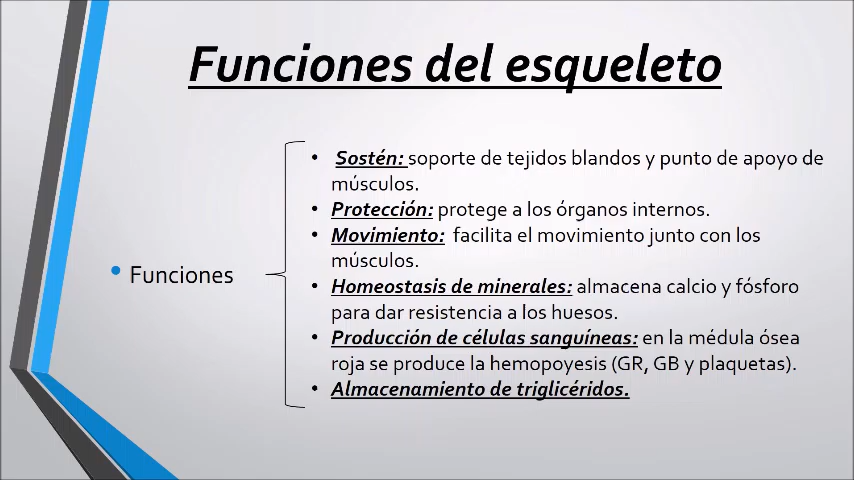 Funciones del esqueleto
• Funciones
• Sostén: soporte de tejidos blandos y punto de apoyo de
músculos.
• Protección: protege a los órganos internos.
• Movimiento: facilita el movimiento junto con los
músculos.
• Homeostasis de minerales: almacena calcio y fósforo
para dar resistencia a los huesos.
• Producción de células sanguíneas: en la médula ósea
roja se produce la hemopoyesis (GR, GB y plaquetas).
• Almacenamiento de triglicéridos.